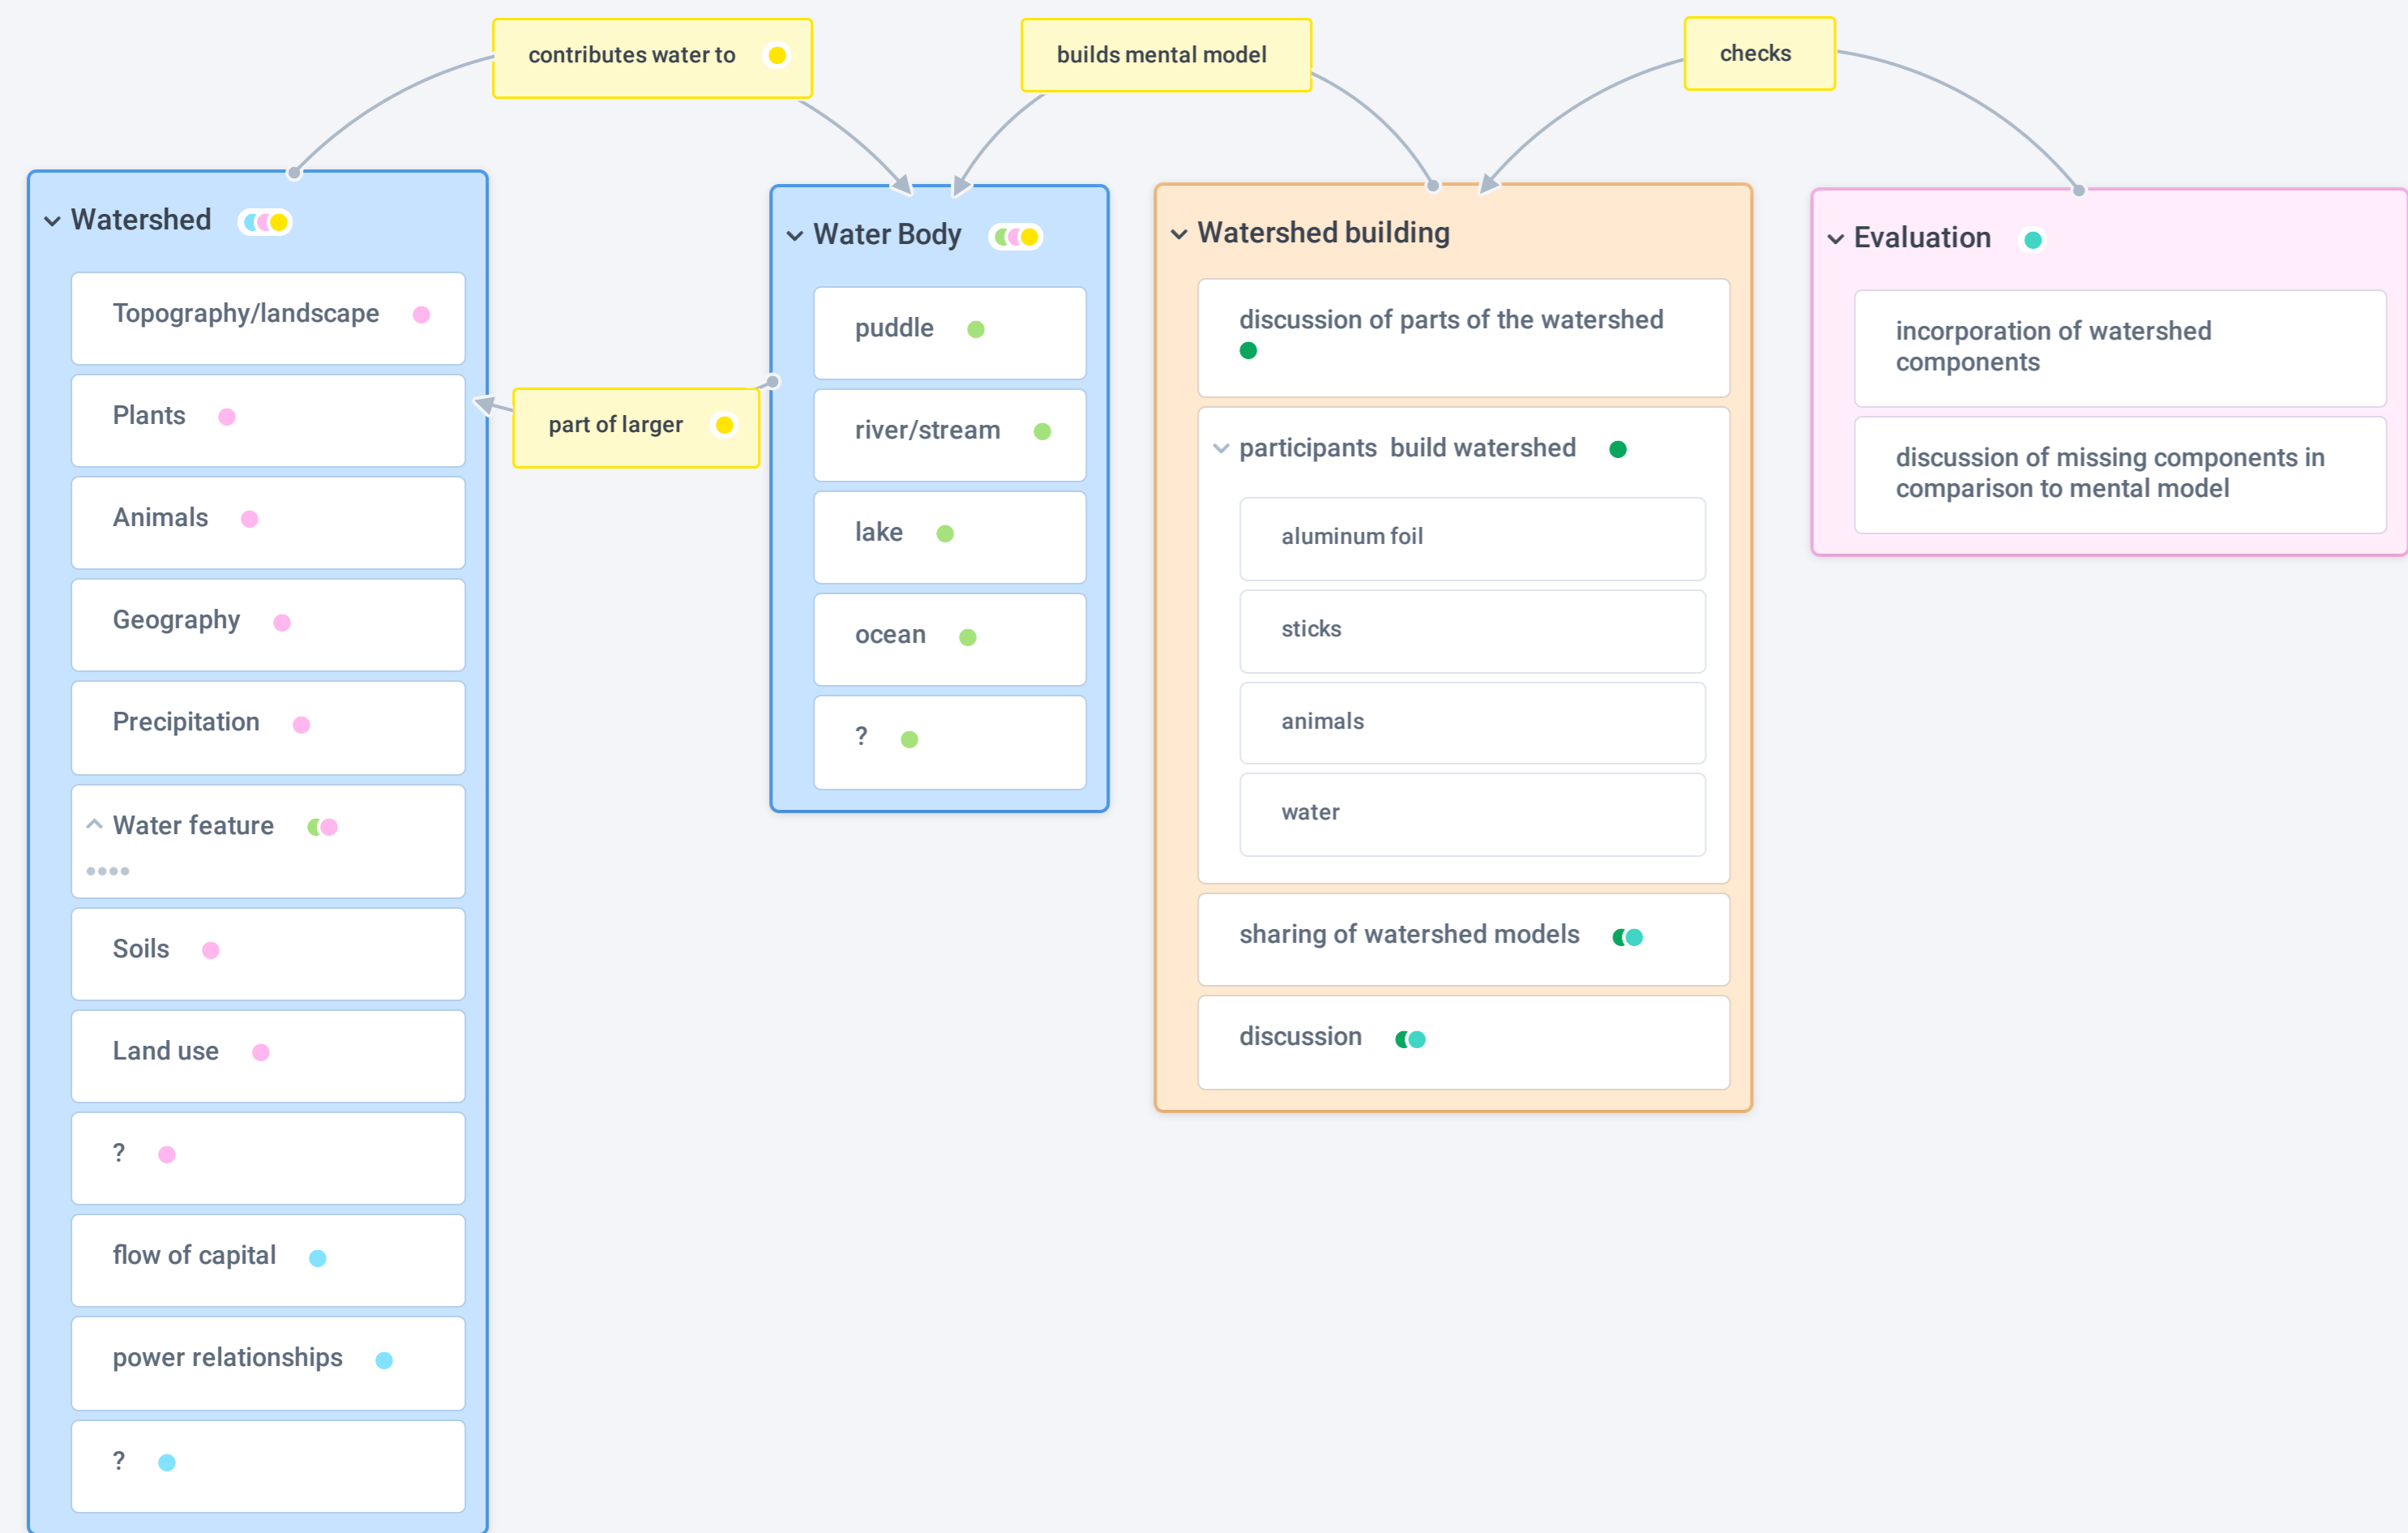 contributes water to
builds mental model
checks
Watershed
Topography/landscape
Plants
Animals
Geography
Precipitation
Water feature
Soils
Land use
?
flow of capital
power relationships
?
part of larger
Water Body
puddle
river/stream
lake
ocean
?
Watershed building
discussion of parts of the watershed
participants  build watershed
aluminum foil
sticks
animals
water
sharing of watershed models
discussion
Evaluation
incorporation of watershed
components
discussion of missing components in
comparison to mental model